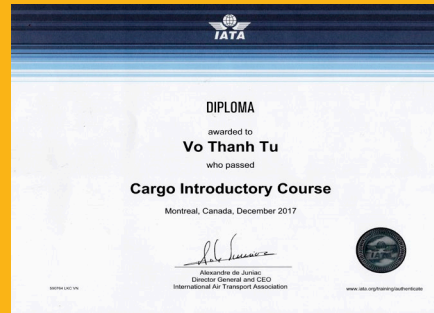 IATA
DIPLOMA
awarded to
Vo Thanh Tu
who passed
Cargo Introductory Course
Montreal, Canada, December 2017
Alexandre de Juniac
Director General and CEO
International Air Transport Association
www.iata.org/training/authenticate
IATA